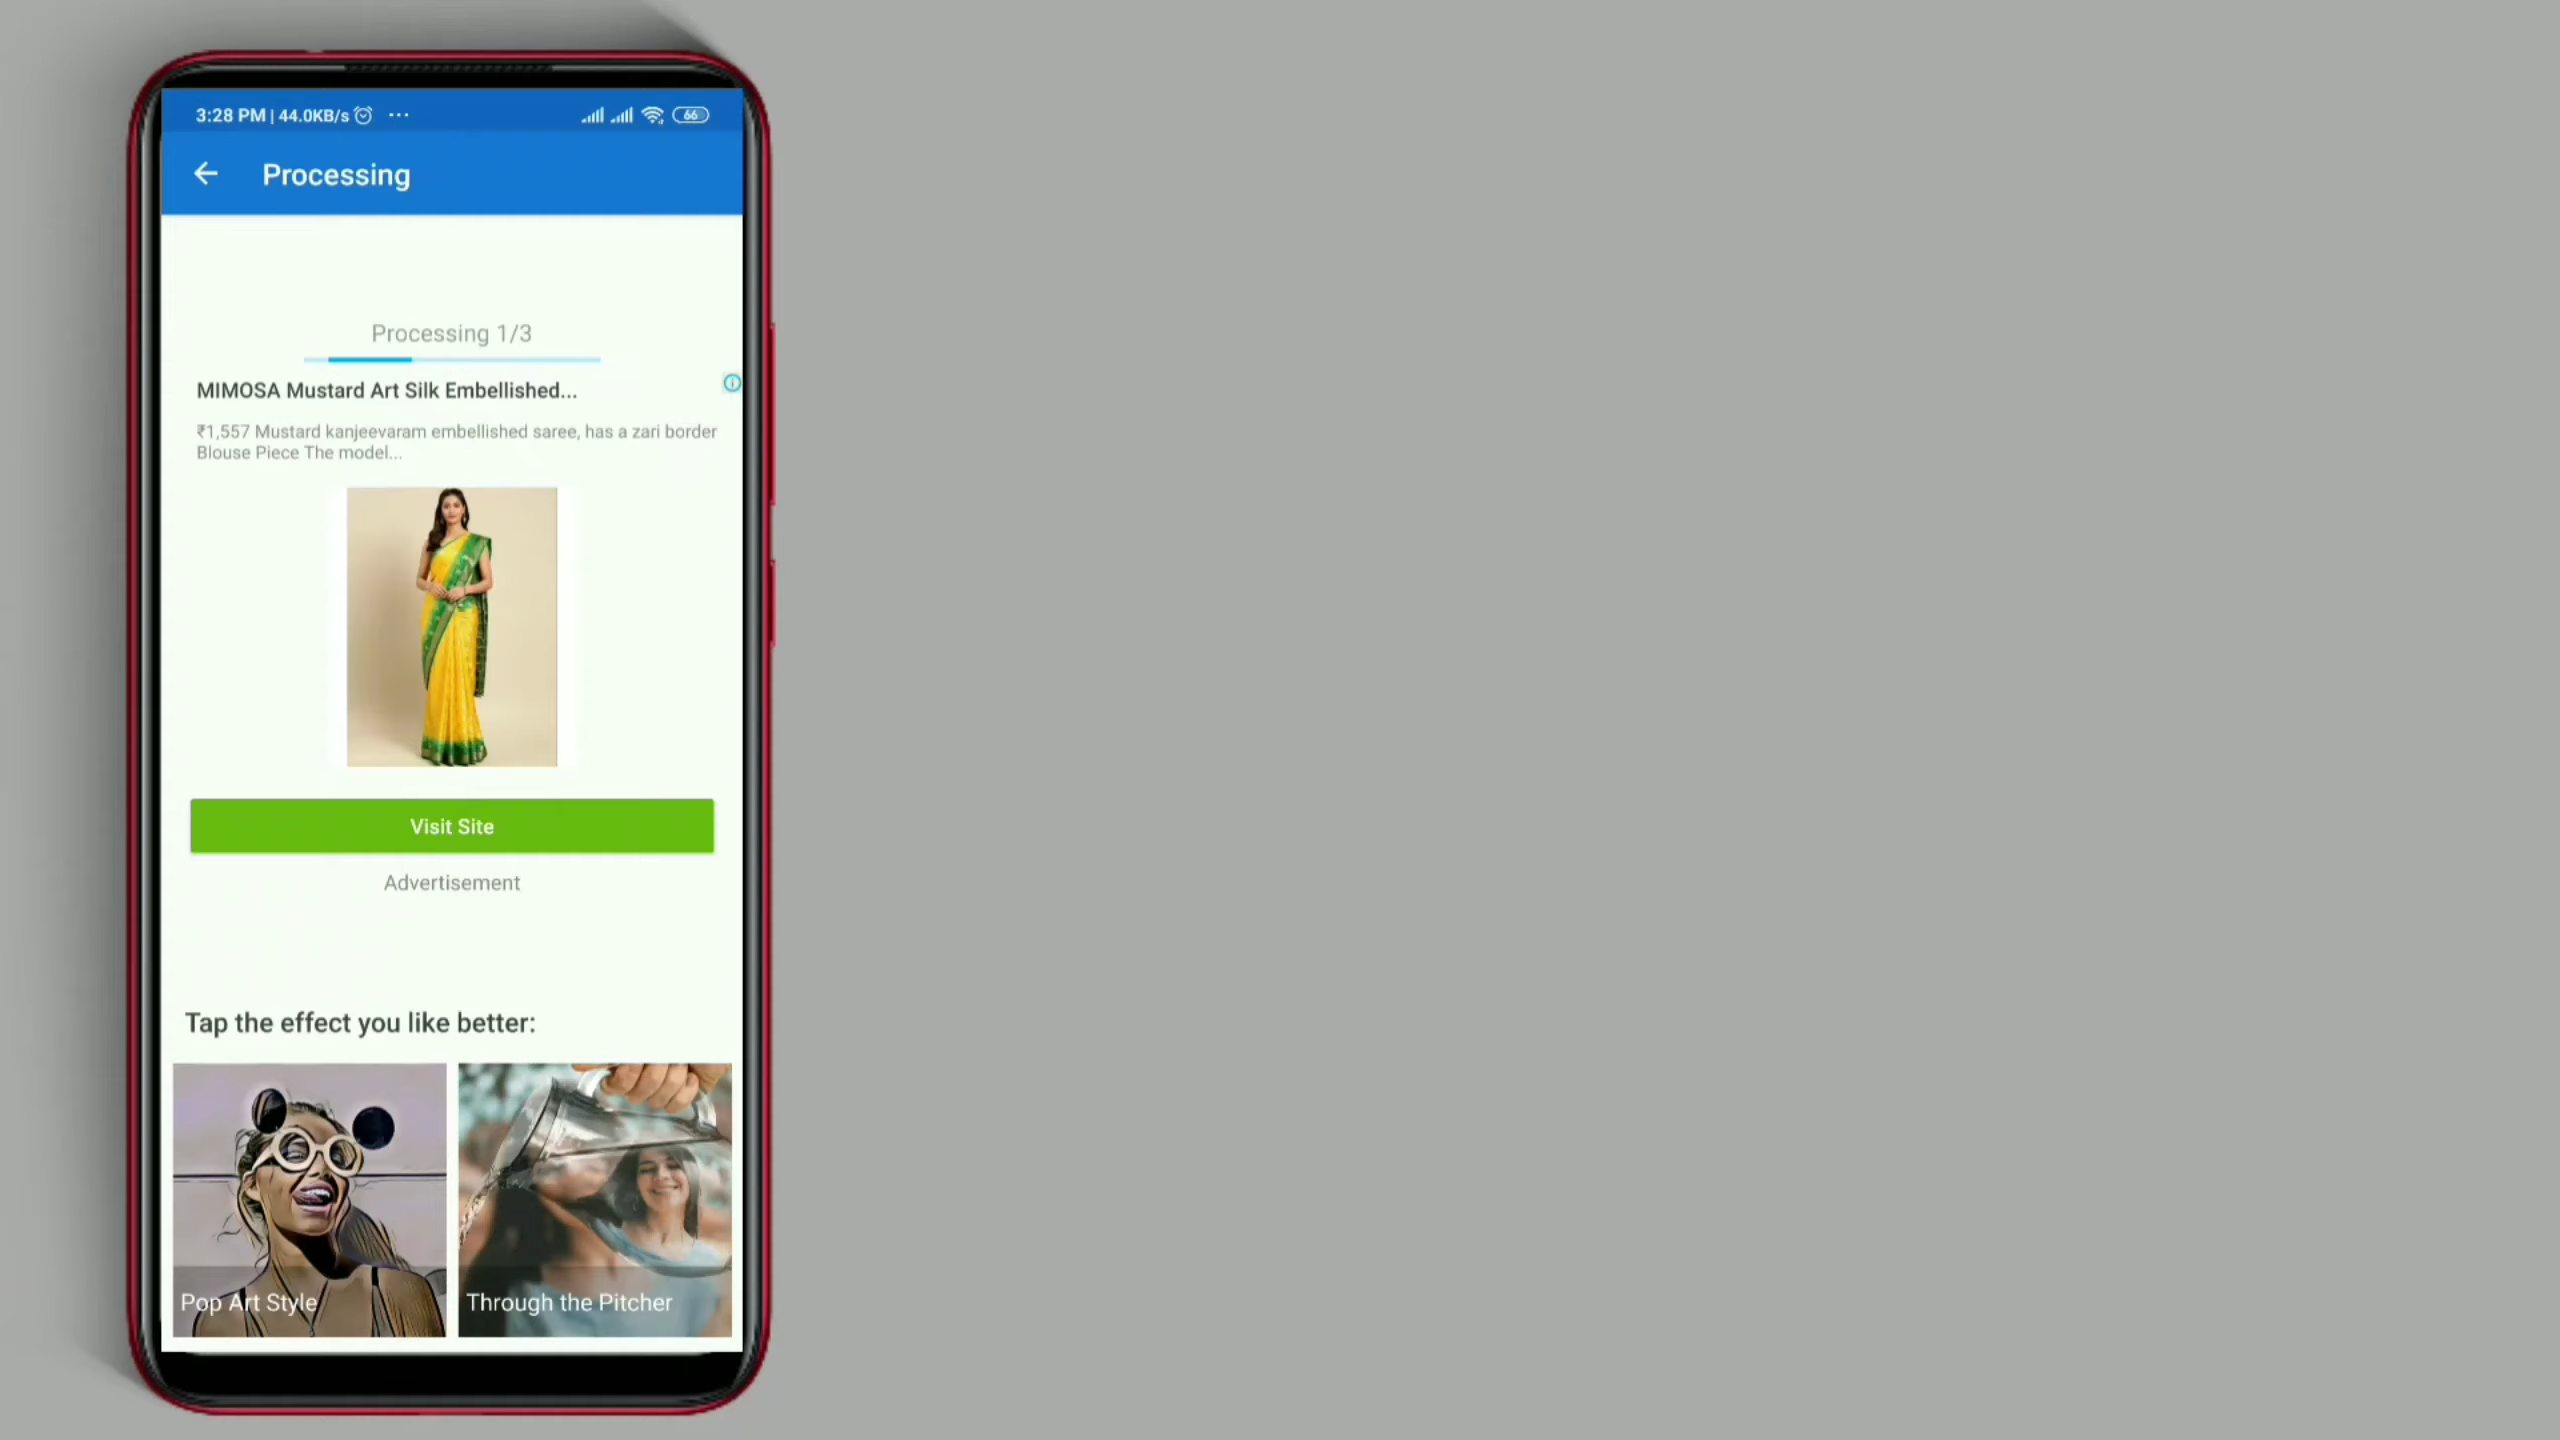 3:28 PM | 44.0KB/s ... 66
Processing
Processing 1/3
MIMOSA Mustard Art Silk Embellished...
₹1,557 Mustard kanjeevaram embellished saree, has a zari border
Blouse Piece The model...
Visit Site
Advertisement
Tap the effect you like better:
Pop Art Style
Through the Pitcher